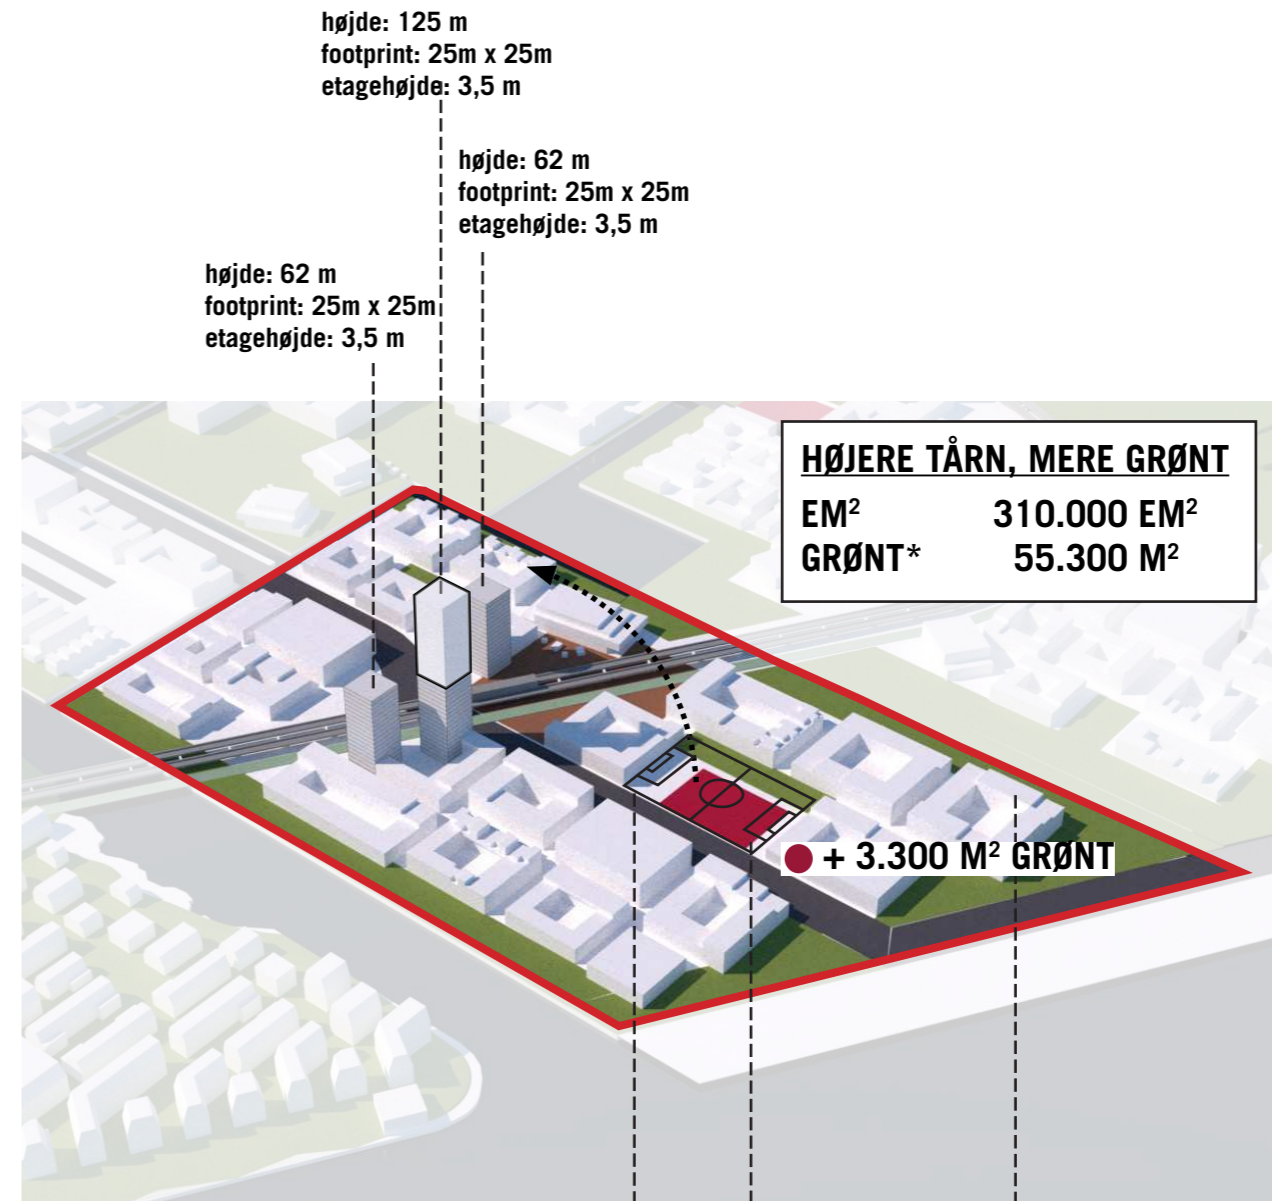 højde: 125 m
footprint: 25m x 25m
etagehøjde: 3,5 m
højde: 62 m
footprint: 25m x 25m
etagehøjde: 3,5 m
højde: 62 m
footprint: 25m x 25m
etagehøjde: 3,5 m
HØJERE TÅRN, MERE GRØNT
EM² 310.000 EM²
GRØNT* 55.300 M²
+ 3.300 M² GRØNT